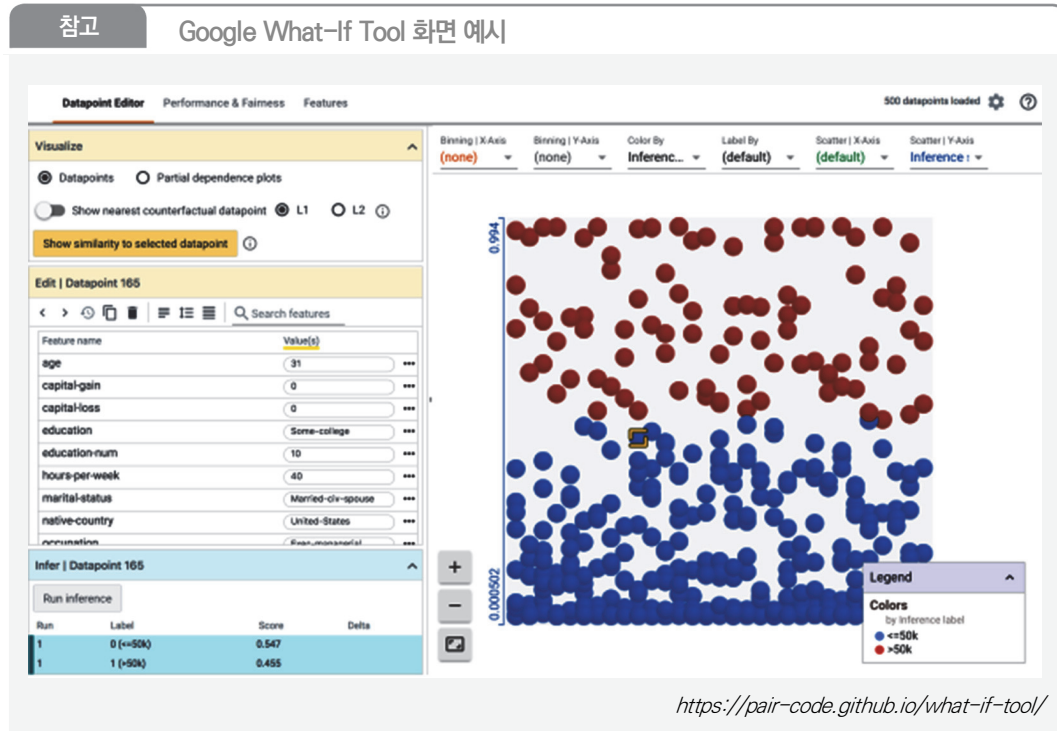 참고
Google What-If Tool 화면 예시
Datapoint Editor Performance & Fairness Features
500 datapoints loaded
Visualize
Datapoints Partial dependence plots
Show nearest counterfactual datapoint L1 L2
Show similarity to selected datapoint
Edit | Datapoint 165
Search features
Feature name Value(s)
age 31
capital-gain 0
capital-loss 0
education Some-college
education-num 10
hours-per-week 40
marital-status Married-civ-spouse
native-country United-States
occupation Exec-managerial
Infer | Datapoint 165
Run inference
Run Label Score Delta
1 0 (<=50k) 0.547
1 1 (>50k) 0.455
Binning | X-Axis Binning | Y-Axis Color By Label By Scatter | X-Axis Scatter | Y-Axis
(none) (none) Inferenc... (default) (default) Inference
0.994
0.000502
Legend
Colors
by Inference label
<=50k
>50k
https://pair-code.github.io/what-if-tool/